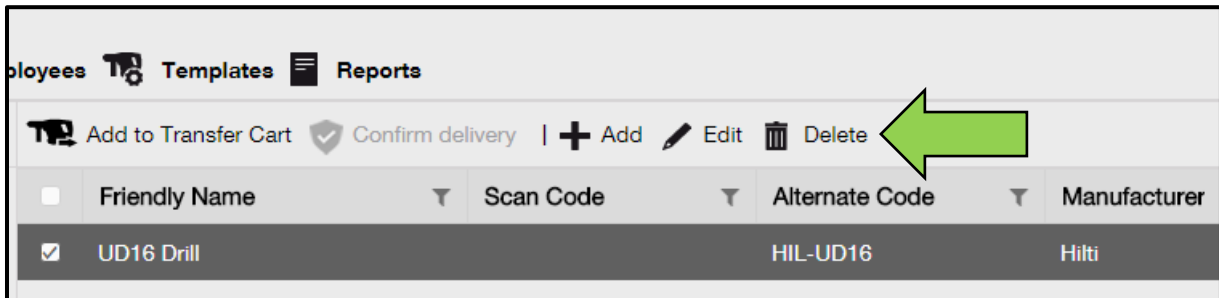 ployees Templates Reports
Add to Transfer Cart Confirm delivery | Add Edit Delete
Friendly Name Scan Code Alternate Code Manufacturer
UD16 Drill HIL-UD16 Hilti